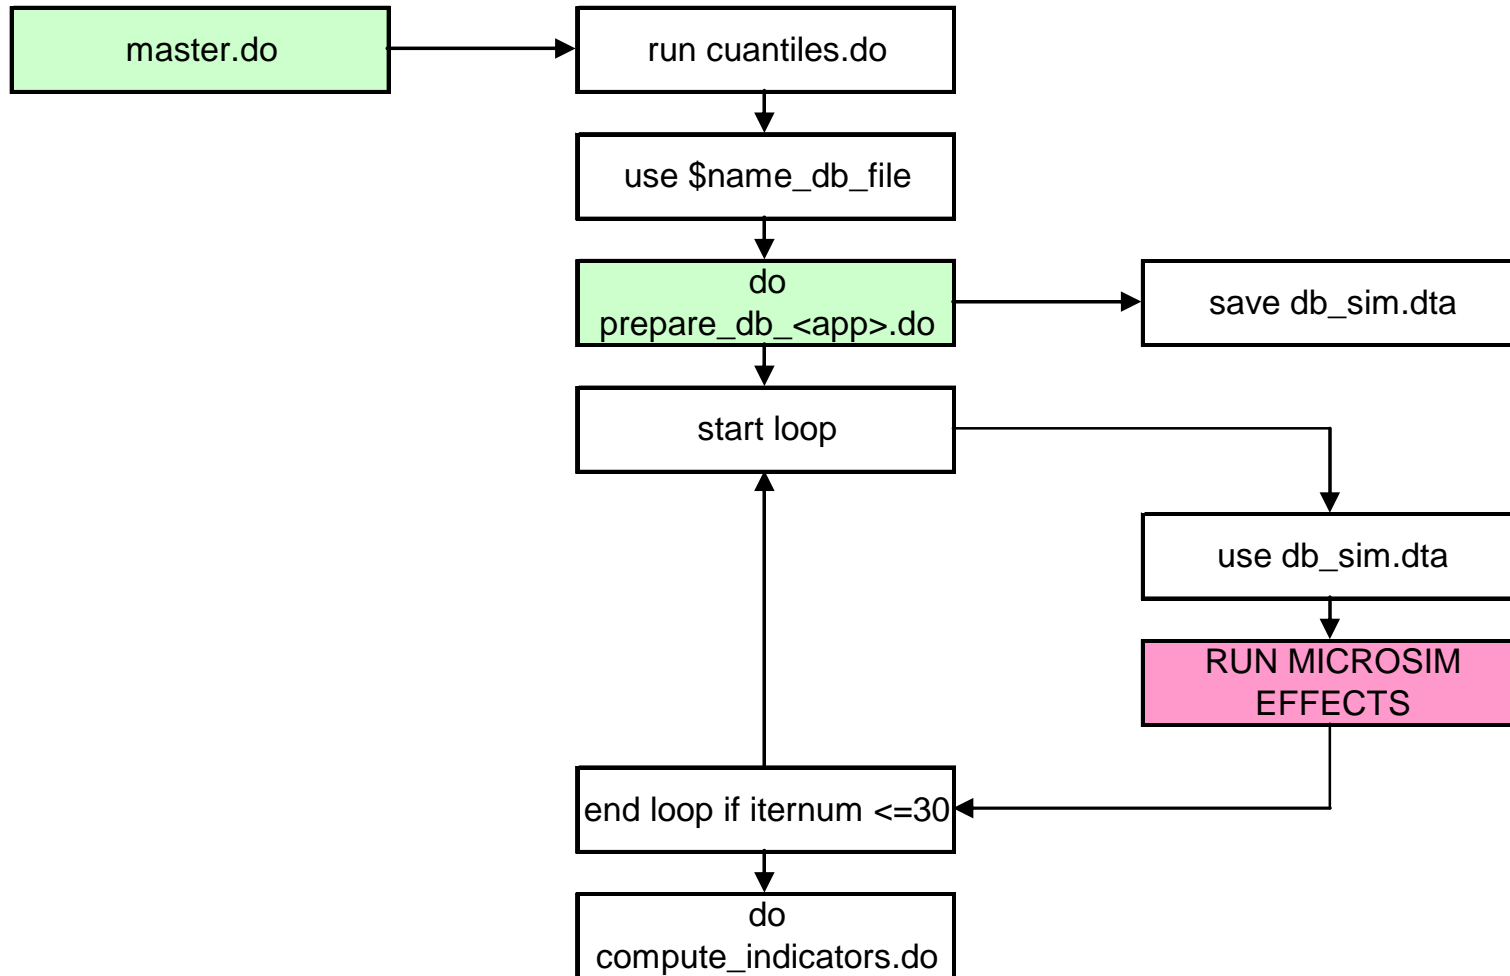 master.do
run cuantiles.do
use $name_db_file
do
prepare_db_<app>.do
save db_sim.dta
start loop
use db_sim.dta
RUN MICROSIM
EFFECTS
end loop if iternum <=30
do
compute_indicators.do